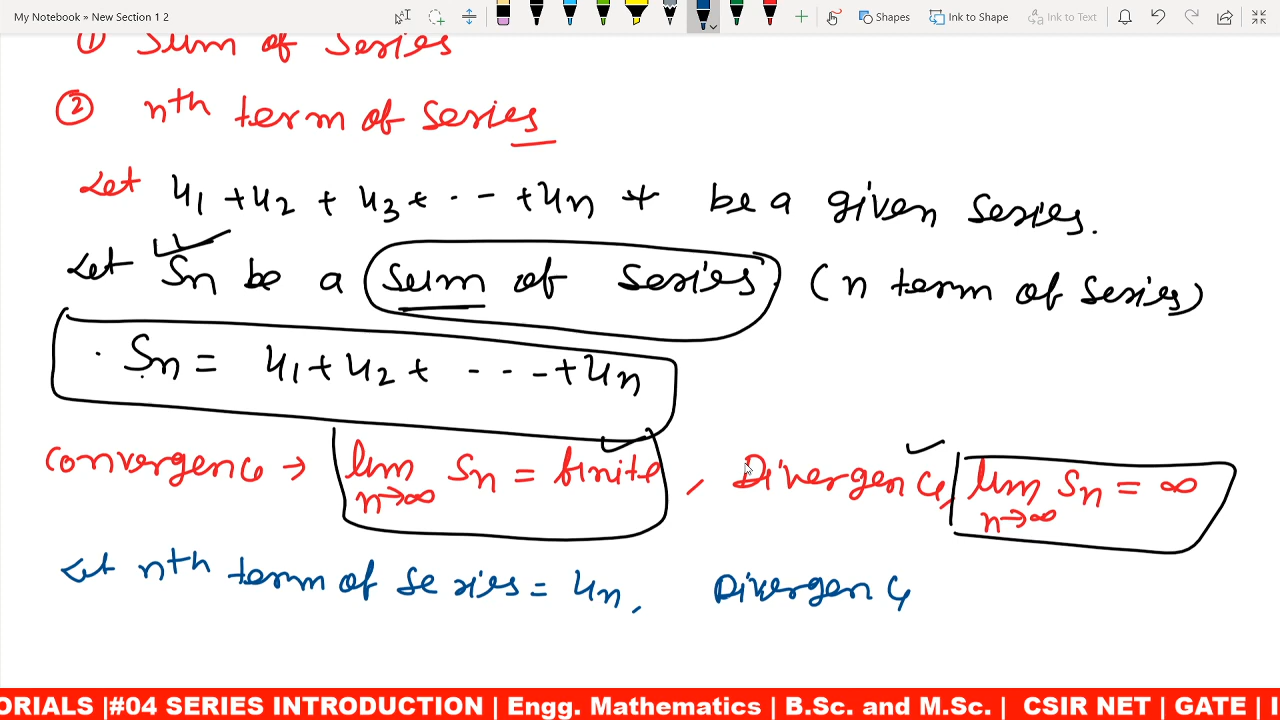 My Notebook » New Section 1 2
Shapes
Ink to Shape
Ink to Text
① Sum of Series
② nth term of Series
Let u1 + u2 + u3 + ... + un + be a given series.
Let Sn be a sum of series (n term of series)
Sn = u1 + u2 + ... + un
Convergence → lim n→∞ Sn = finite, Divergence, lim n→∞ Sn = ∞
Let nth term of series = un, Divergence
ORIALS |#04 SERIES INTRODUCTION | Engg. Mathematics | B.Sc. and M.Sc. | CSIR NET | GATE |